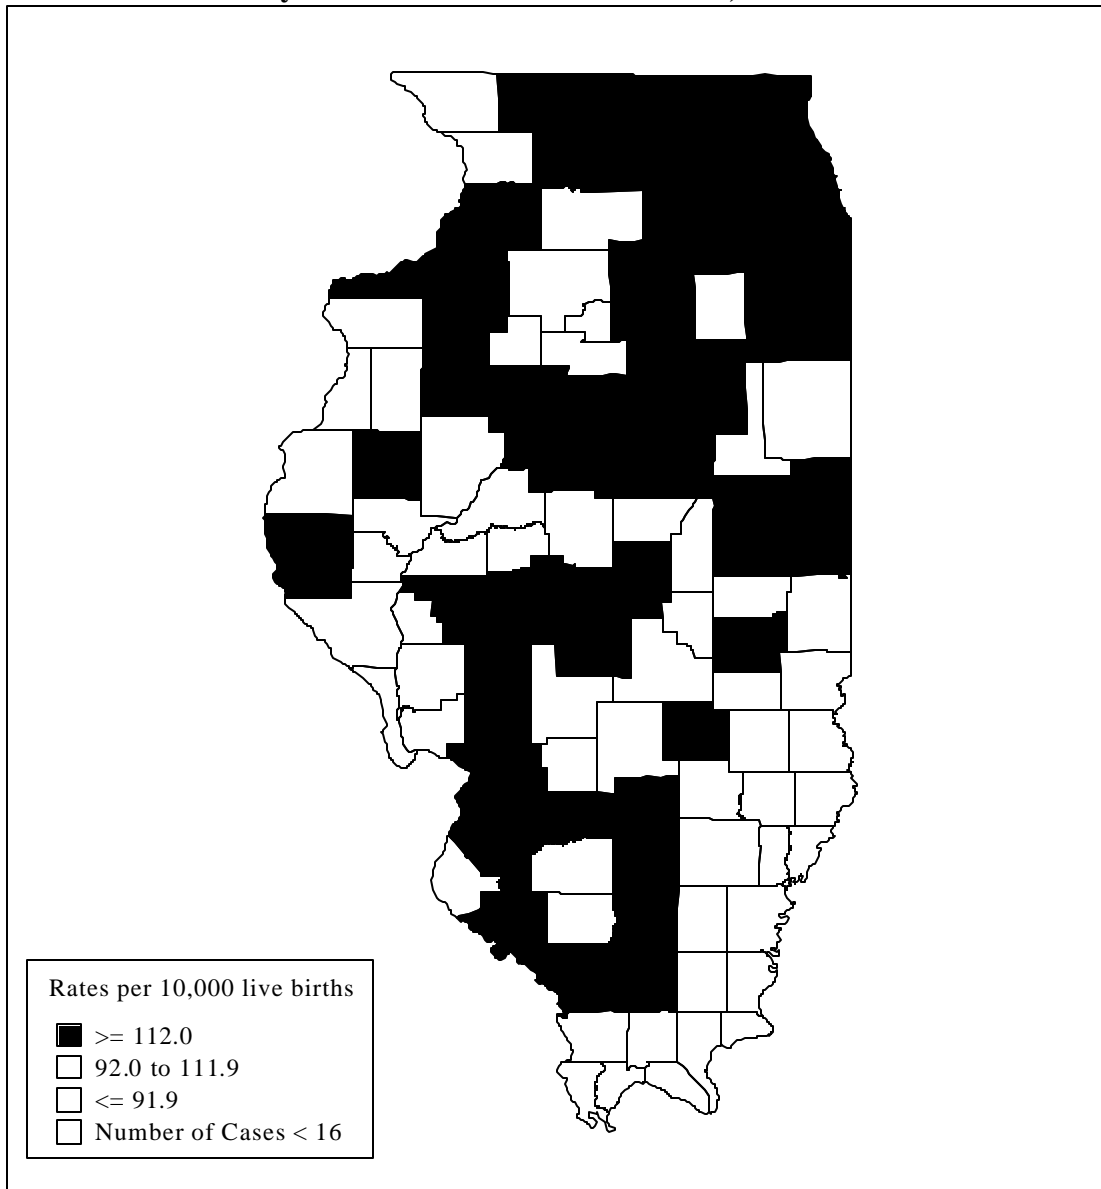 Rates per 10,000 live births
>= 112.0
92.0 to 111.9
<= 91.9
Number of Cases < 16